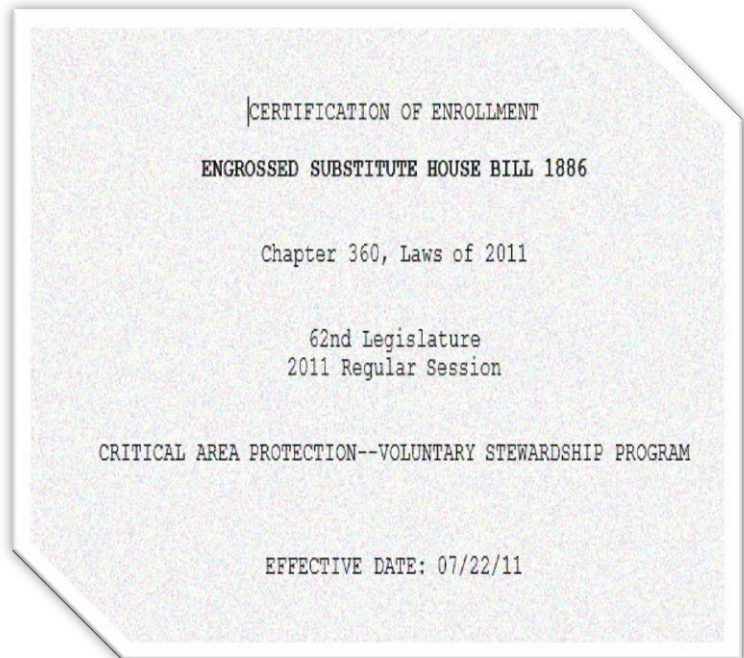 CERTIFICATION OF ENROLLMENT
ENGROSSED SUBSTITUTE HOUSE BILL 1886
Chapter 360, Laws of 2011
62nd Legislature
2011 Regular Session
CRITICAL AREA PROTECTION--VOLUNTARY STEWARDSHIP PROGRAM
EFFECTIVE DATE: 07/22/11